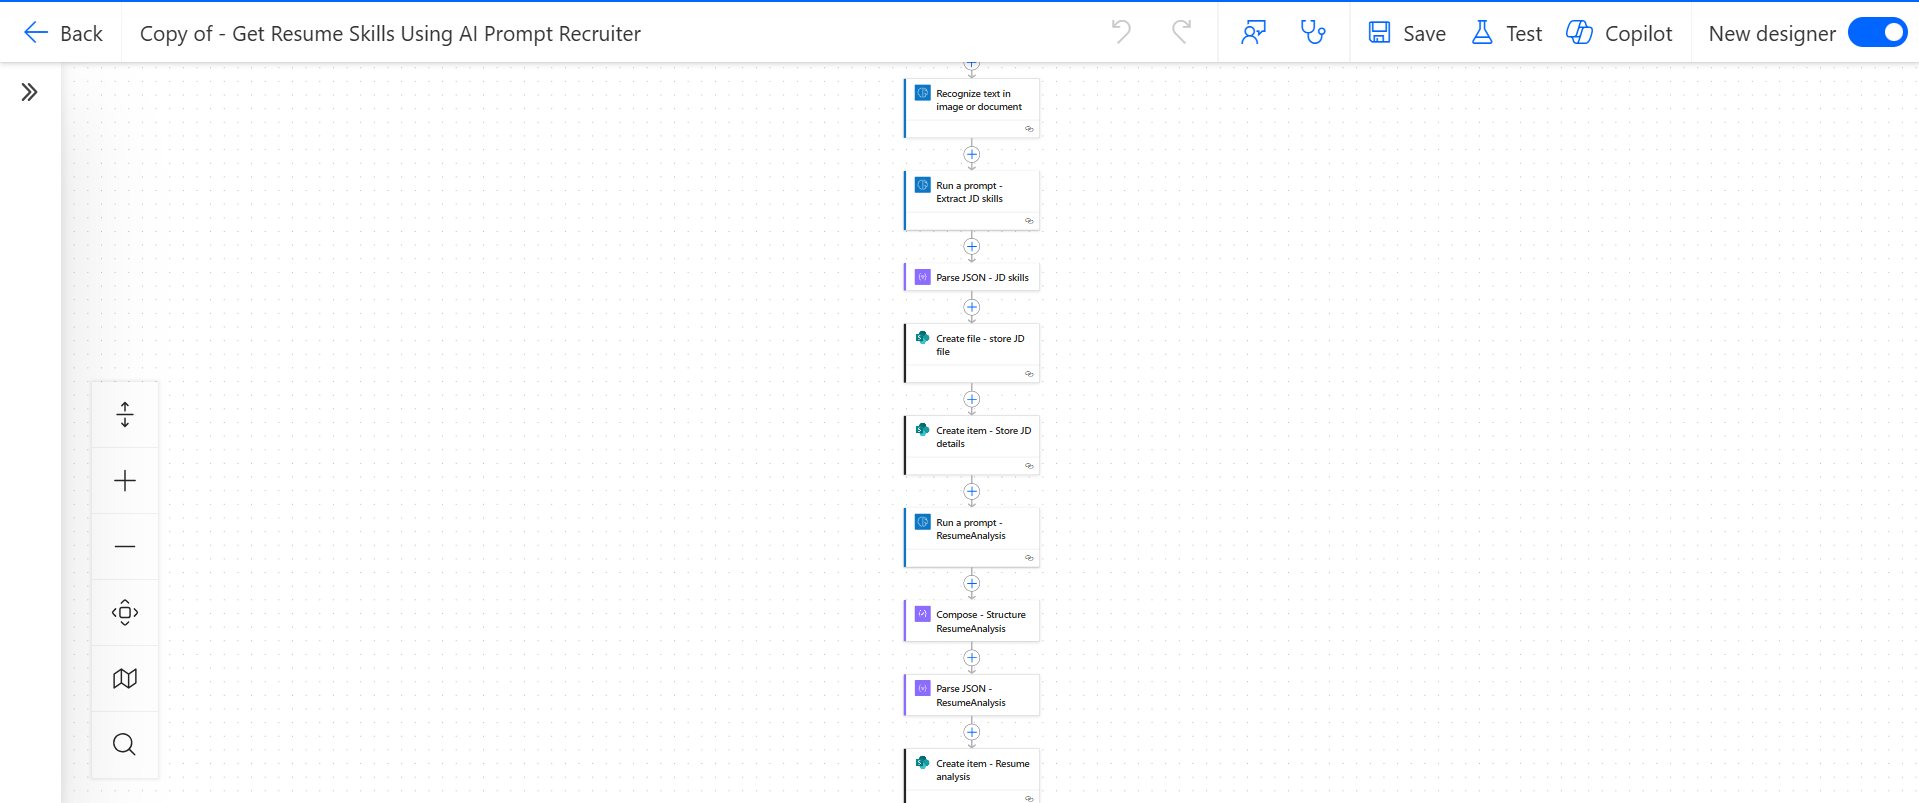 Back
Copy of - Get Resume Skills Using AI Prompt Recruiter
Save
Test
Copilot
New designer
Recognize text in
image or document
Run a prompt -
Extract JD skills
Parse JSON - JD skills
Create file - store JD
file
Create item - Store JD
details
Run a prompt -
ResumeAnalysis
Compose - Structure
ResumeAnalysis
Parse JSON -
ResumeAnalysis
Create item - Resume
analysis